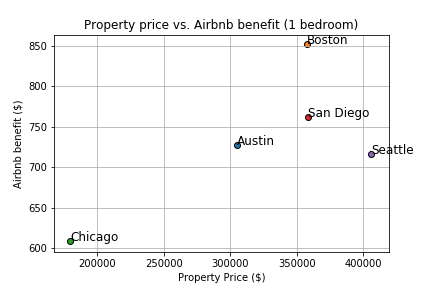 Property price vs. Airbnb benefit (1 bedroom)
Airbnb benefit ($)
850
800
750
700
650
600
Boston
San Diego
Austin
Seattle
Chicago
200000 250000 300000 350000 400000
Property Price ($)